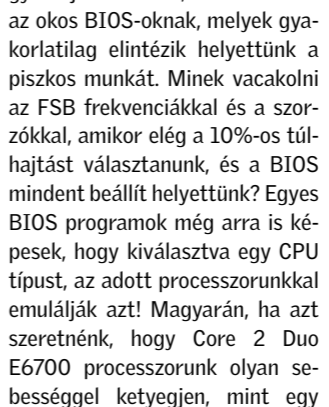 az okos BIOS-oknak, melyek gya-
korlatilag elintézik helyettünk a
piszkos munkát. Minek vacakolni
az FSB frekvenciákkal és a szor-
zókkal, amikor elég a 10%-os túl-
hajtást választanunk, és a BIOS
mindent beállít helyettünk? Egyes
BIOS programok még arra is ké-
pesek, hogy kiválasztva egy CPU
típust, az adott processzorunkkal
emulálják azt! Magyarán, ha azt
szeretnénk, hogy Core 2 Duo
E6700 processzorunk olyan se-
bességgel ketyegjen, mint egy